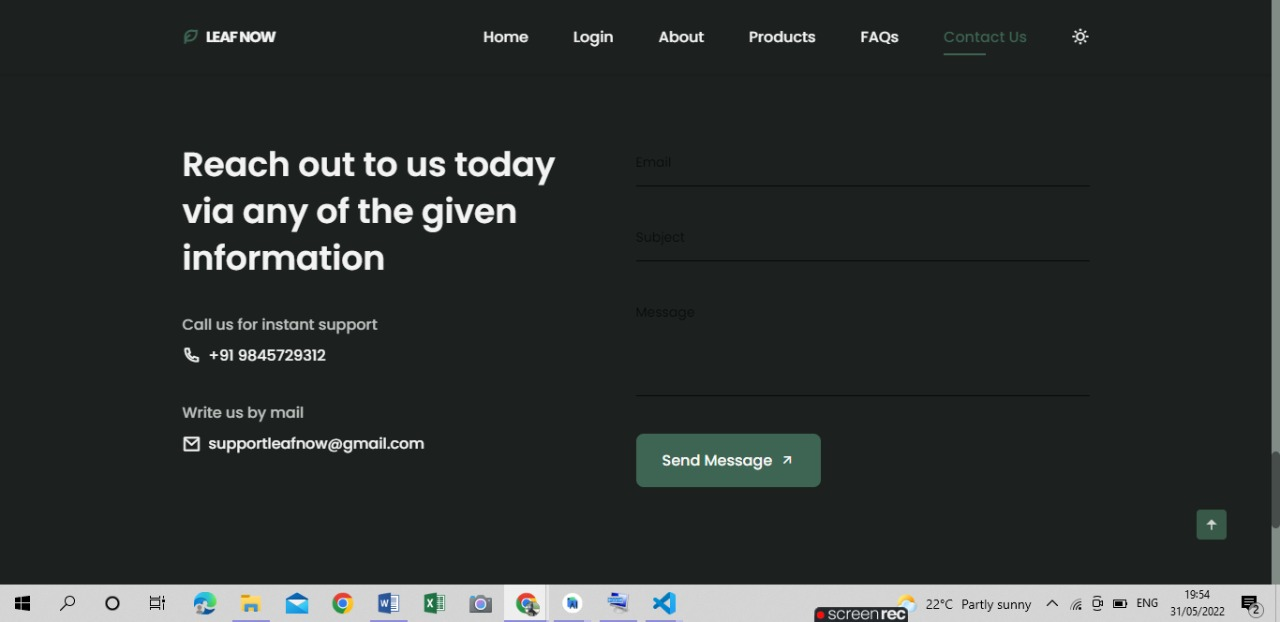 LEAF NOW
Home Login About Products FAQs Contact Us
Reach out to us today
via any of the given
information
Call us for instant support
+91 9845729312
Write us by mail
supportleafnow@gmail.com
Email
Subject
Message
Send Message
22°C Partly sunny
ENG
19:54
31/05/2022
2
screenrec